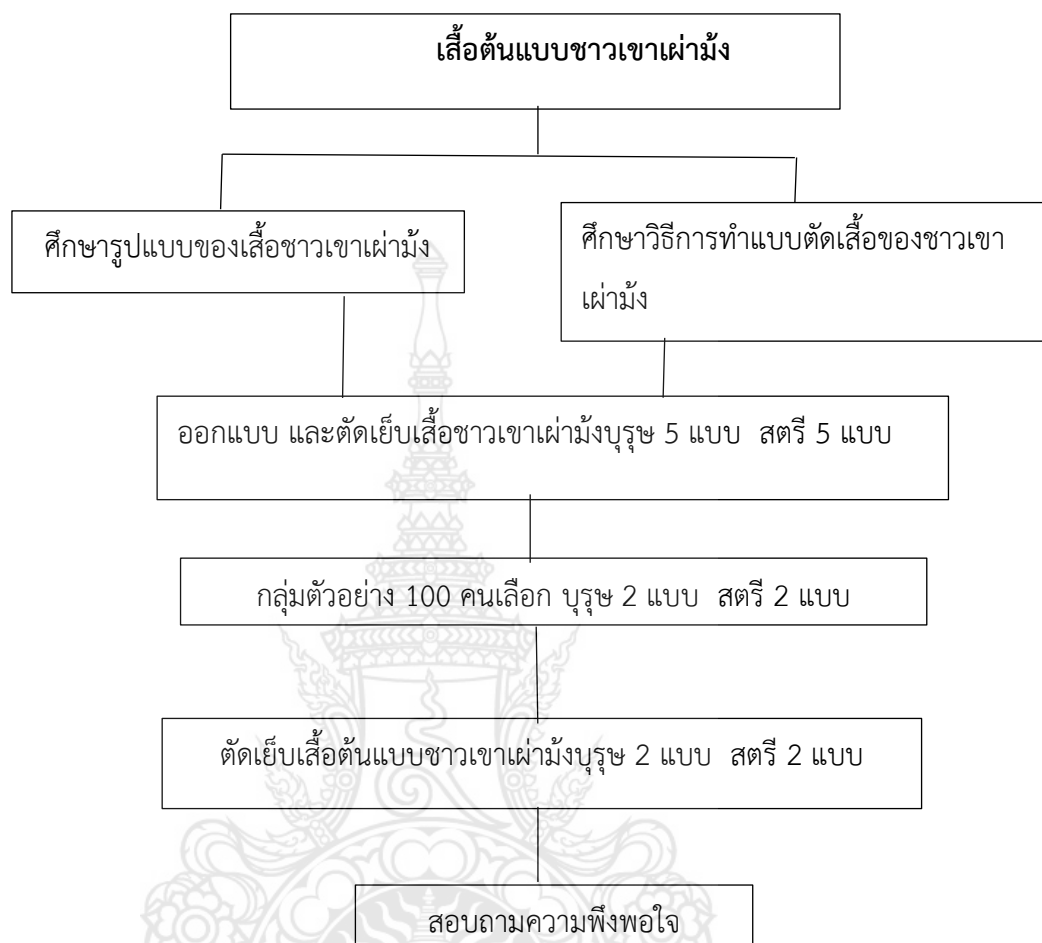 เสื้อต้นแบบชาวเขาเผ่าม้ง
ศึกษารูปแบบของเสื้อชาวเขาเผ่าม้ง
ศึกษาวิธีการทำแบบตัดเสื้อของชาวเขา
เผ่าม้ง
ออกแบบ และตัดเย็บเสื้อชาวเขาเผ่าม้งบุรุษ 5 แบบ สตรี 5 แบบ
กลุ่มตัวอย่าง 100 คนเลือก บุรุษ 2 แบบ สตรี 2 แบบ
ตัดเย็บเสื้อต้นแบบชาวเขาเผ่าม้งบุรุษ 2 แบบ สตรี 2 แบบ
สอบถามความพึงพอใจ